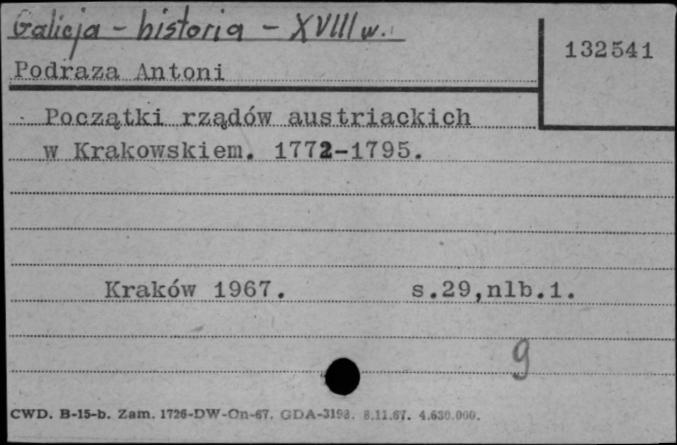 Galicja - historia - XVIII w.
132541
Podraza Antoni
Początki rządów austriackich
w Krakowskiem. 1772-1795.
Kraków 1967. s.29,nlb.1.
g
CWD. B-15-b. Zam. 1726-DW-On-67. GDA-3193. 8.11.67. 4.630.000.